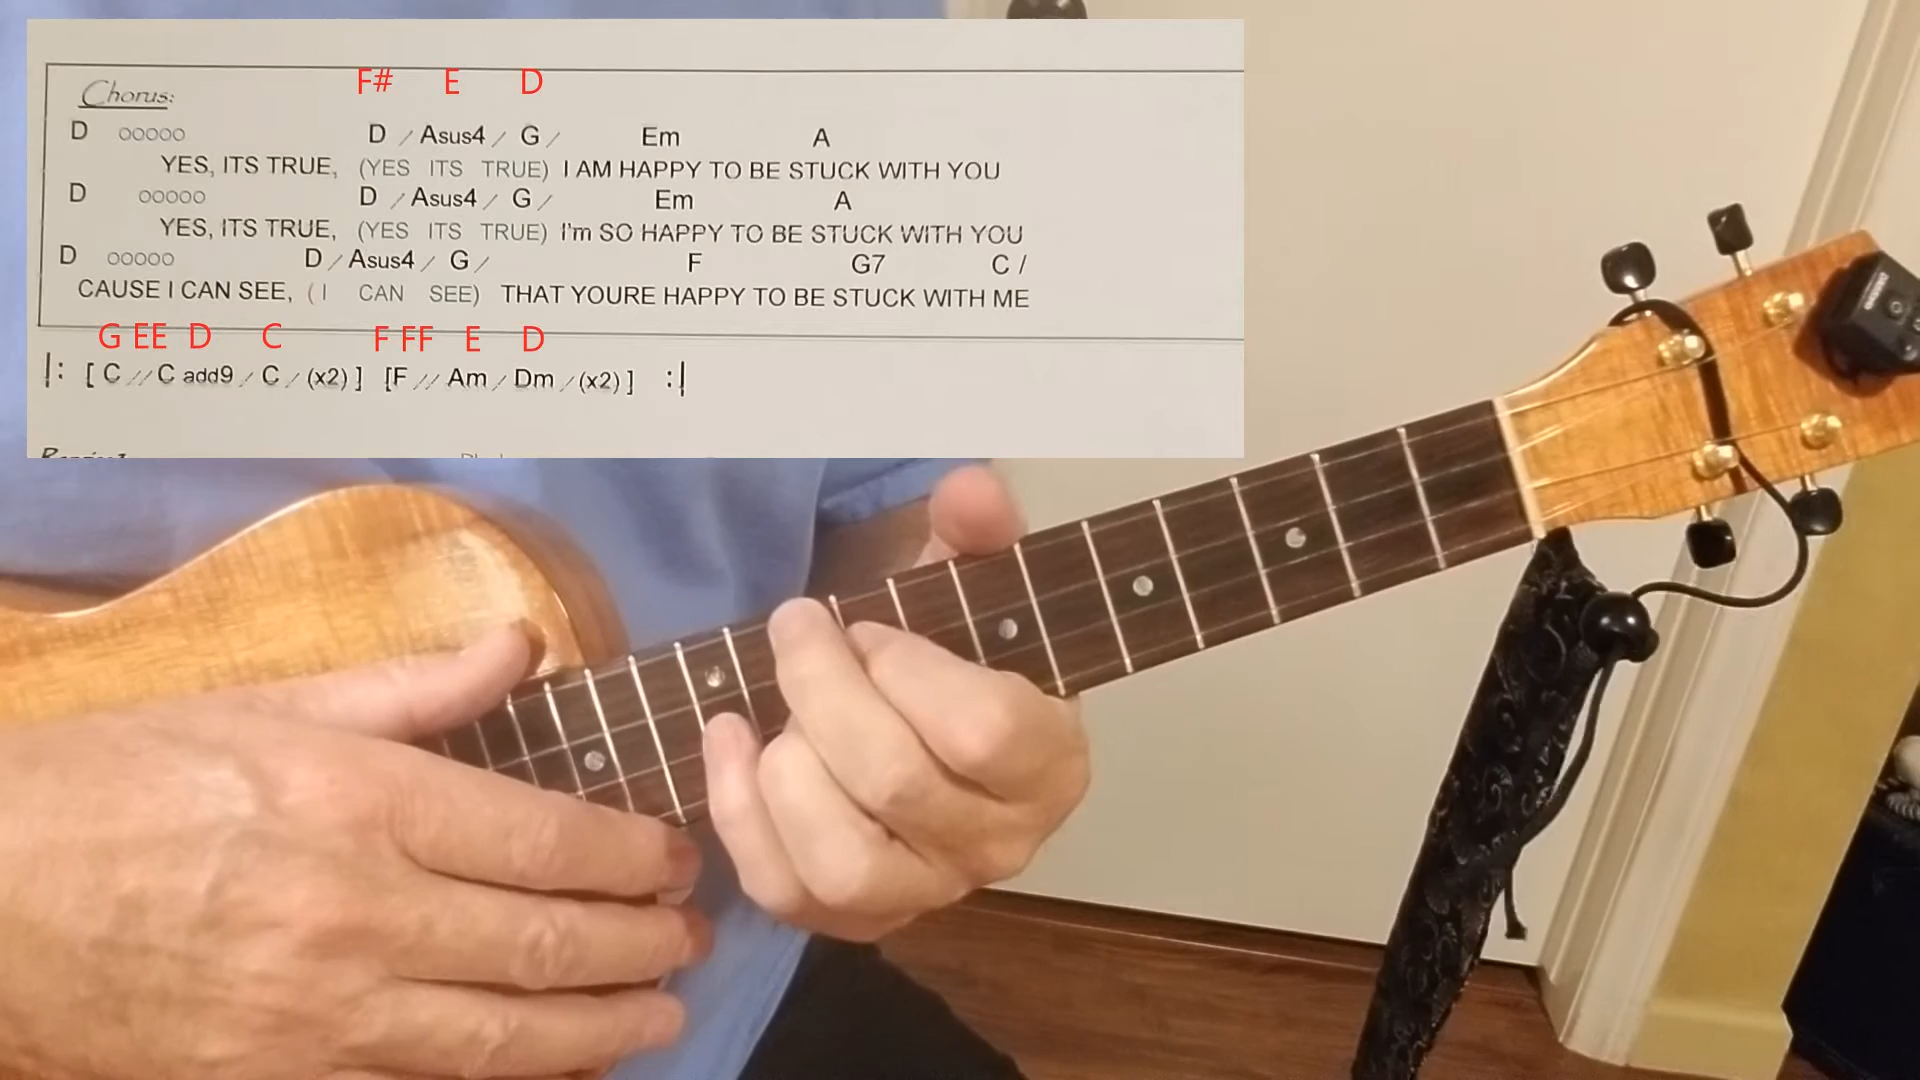 F# E D
Chorus:
D ooooo D / Asus4 / G / Em A
YES, ITS TRUE, (YES ITS TRUE) I AM HAPPY TO BE STUCK WITH YOU
D ooooo D / Asus4 / G / Em A
YES, ITS TRUE, (YES ITS TRUE) I'm SO HAPPY TO BE STUCK WITH YOU
D ooooo D / Asus4 / G / F G7 C /
CAUSE I CAN SEE, ( I CAN SEE) THAT YOURE HAPPY TO BE STUCK WITH ME
G EE D C F FF E D
|: [ C // C add9 / C / (x2) ] [F // Am / Dm / (x2) ] :|